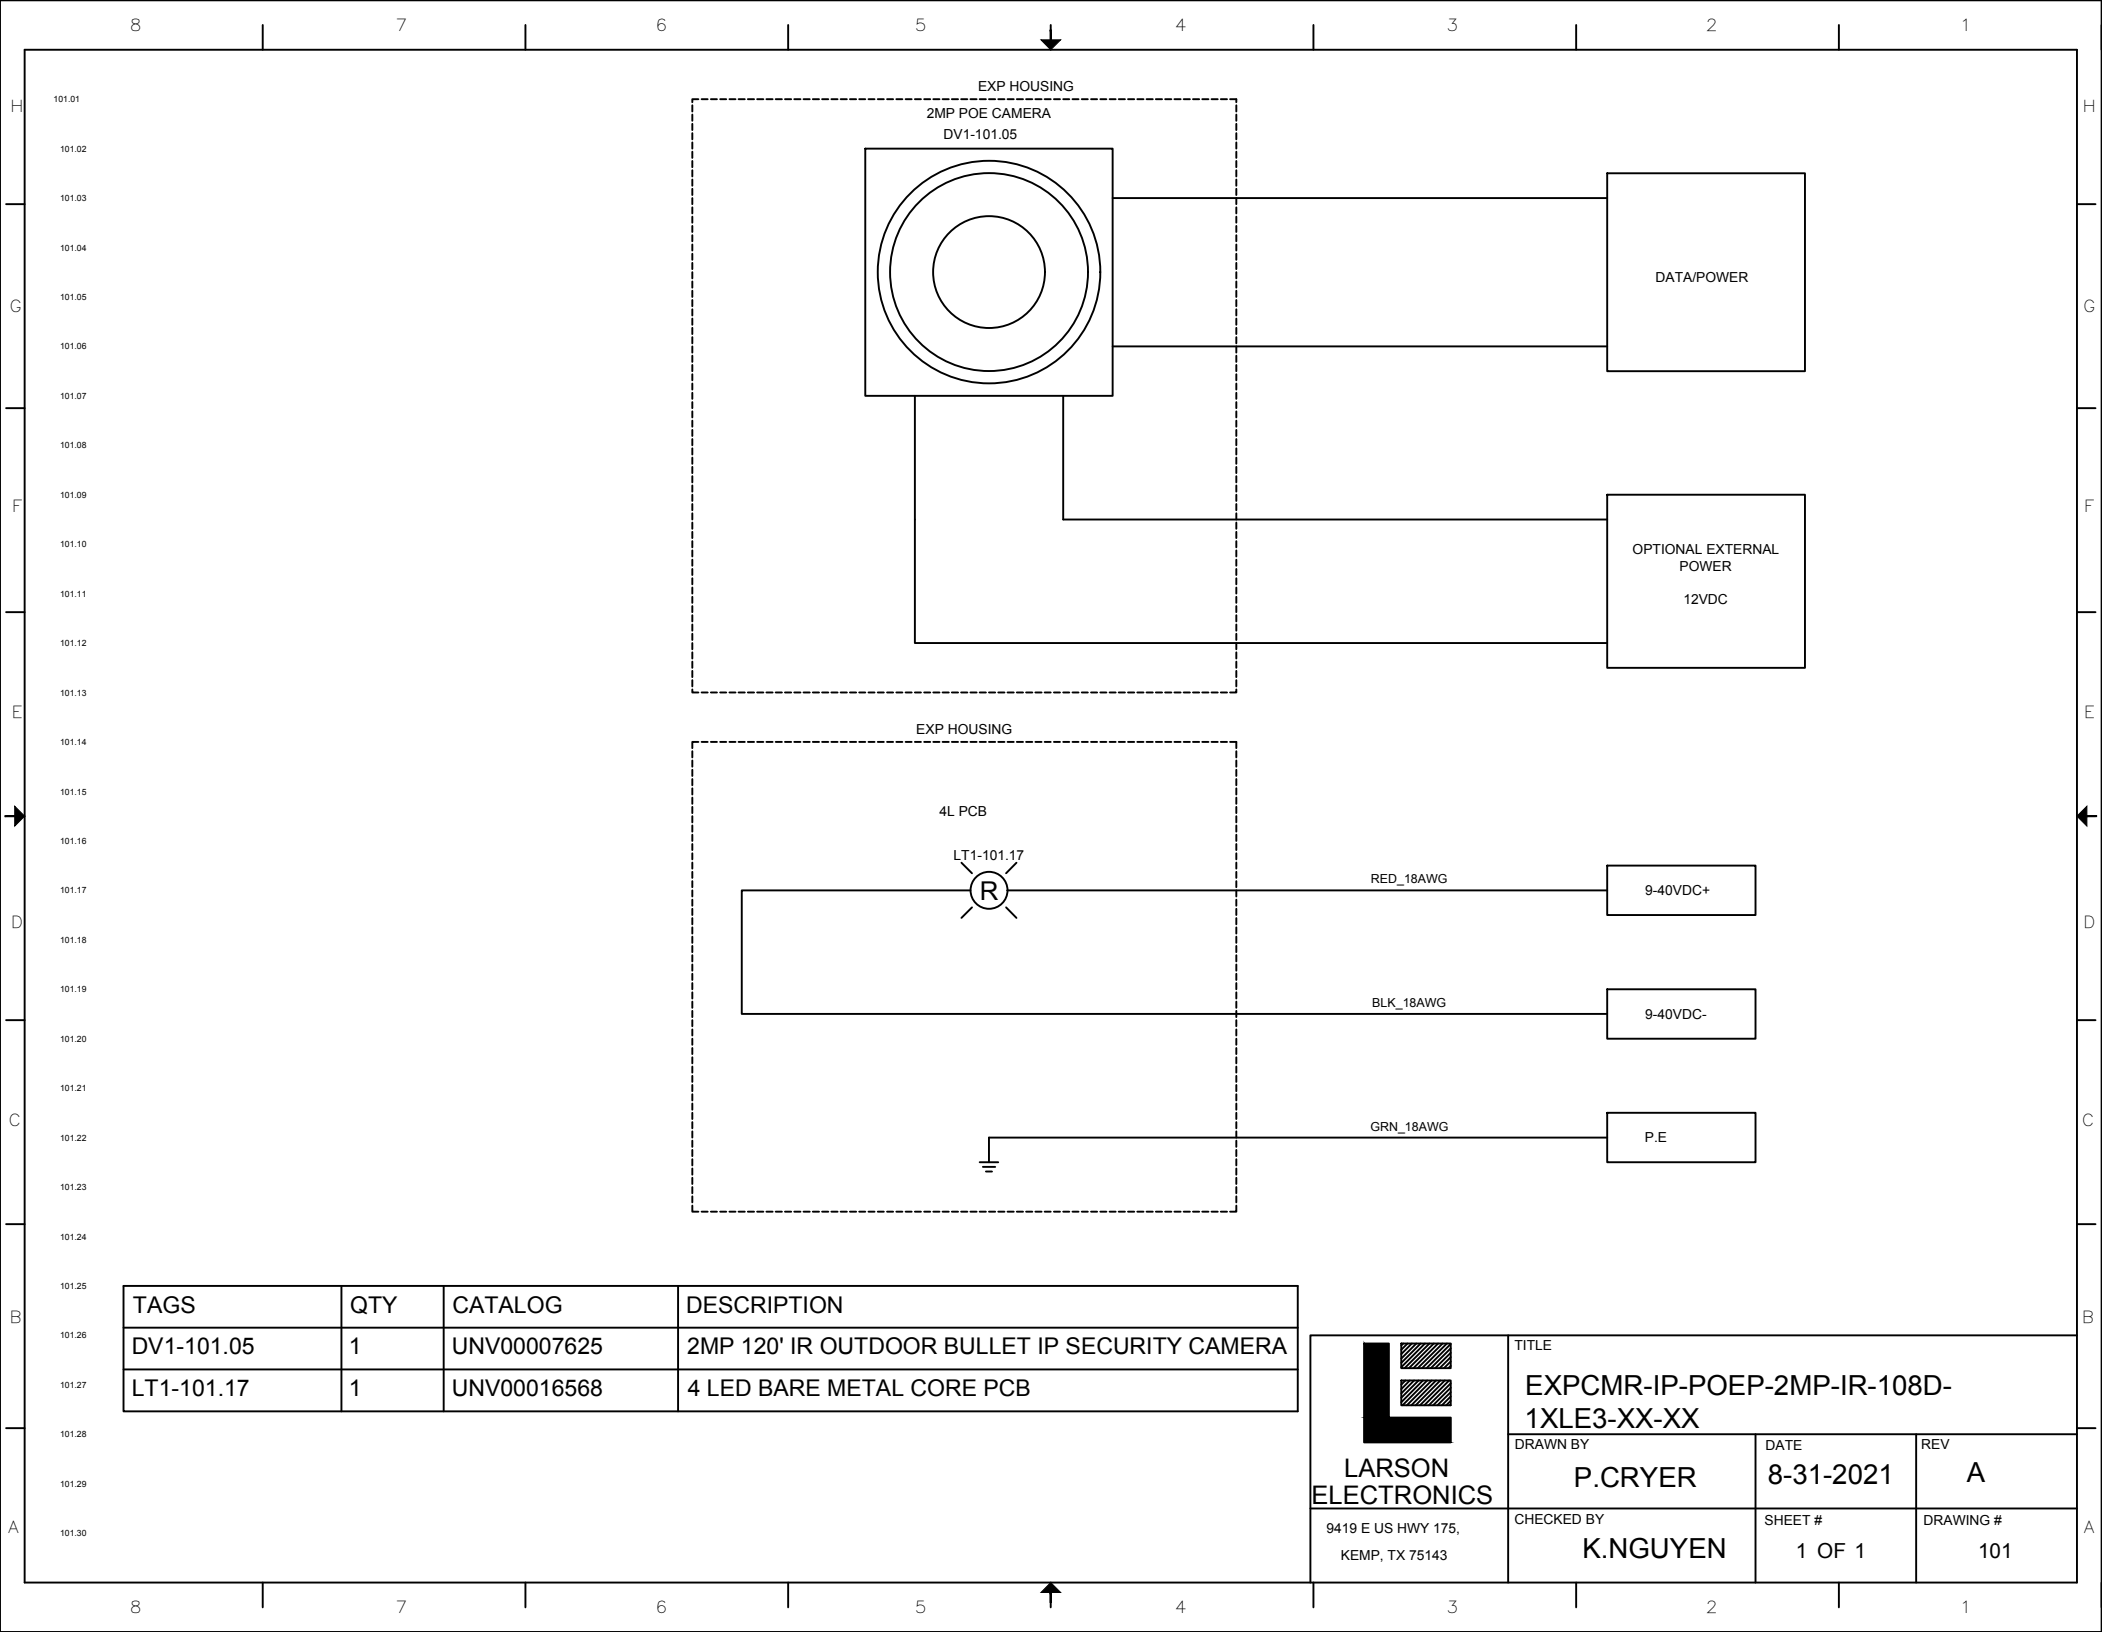 8 7 6 5 4 3 2 1
H
G
F
E
D
C
B
A
H
G
F
E
D
C
B
A
101.01
101.02
101.03
101.04
101.05
101.06
101.07
101.08
101.09
101.10
101.11
101.12
101.13
101.14
101.15
101.16
101.17
101.18
101.19
101.20
101.21
101.22
101.23
101.24
101.25
101.26
101.27
101.28
101.29
101.30
EXP HOUSING
2MP POE CAMERA
DV1-101.05
DATA/POWER
OPTIONAL EXTERNAL
POWER
12VDC
EXP HOUSING
4L PCB
LT1-101.17
R
RED_18AWG
9-40VDC+
BLK_18AWG
9-40VDC-
GRN_18AWG
P.E
TAGS QTY CATALOG DESCRIPTION
DV1-101.05 1 UNV00007625 2MP 120' IR OUTDOOR BULLET IP SECURITY CAMERA
LT1-101.17 1 UNV00016568 4 LED BARE METAL CORE PCB
LARSON
ELECTRONICS
9419 E US HWY 175,
KEMP, TX 75143
TITLE
EXPCMR-IP-POEP-2MP-IR-108D-
1XLE3-XX-XX
DRAWN BY
P.CRYER
DATE
8-31-2021
REV
A
CHECKED BY
K.NGUYEN
SHEET #
1 OF 1
DRAWING #
101
8 7 6 5 4 3 2 1